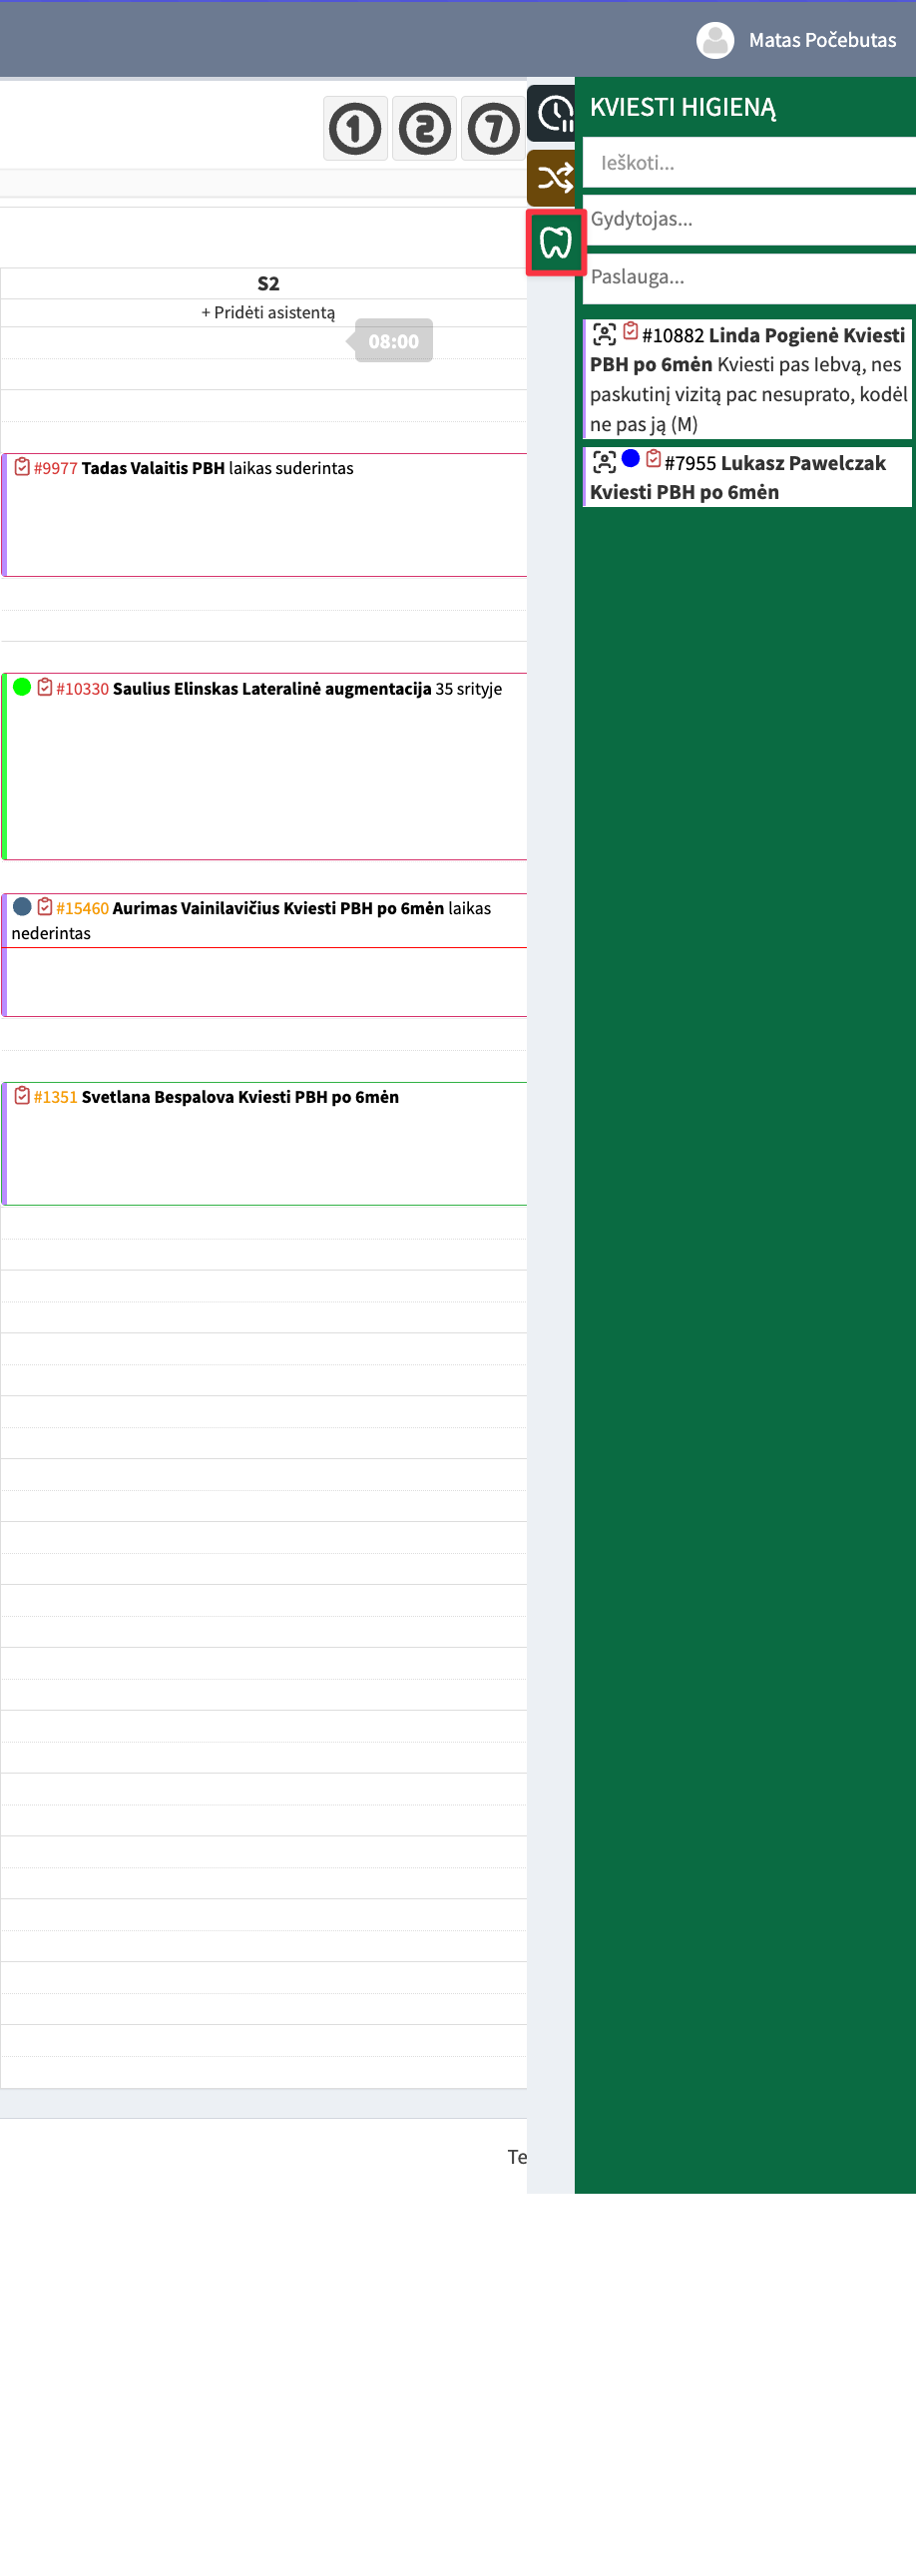 Matas Počebutas
1 2 7
KVIESTI HIGIENĄ
Ieškoti...
Gydytojas...
Paslauga...
S2
+ Pridėti asistentą
08:00
#10882 Linda Pogienė Kviesti
PBH po 6mėn Kviesti pas Iebvą, nes
paskutinį vizitą pac nesuprato, kodėl
ne pas ją (M)
#7955 Lukasz Pawelczak
Kviesti PBH po 6mėn
#9977 Tadas Valaitis PBH laikas suderintas
#10330 Saulius Elinskas Lateralinė augmentacija 35 srityje
#15460 Aurimas Vainilavičius Kviesti PBH po 6mėn laikas
nederintas
#1351 Svetlana Bespalova Kviesti PBH po 6mėn
Te